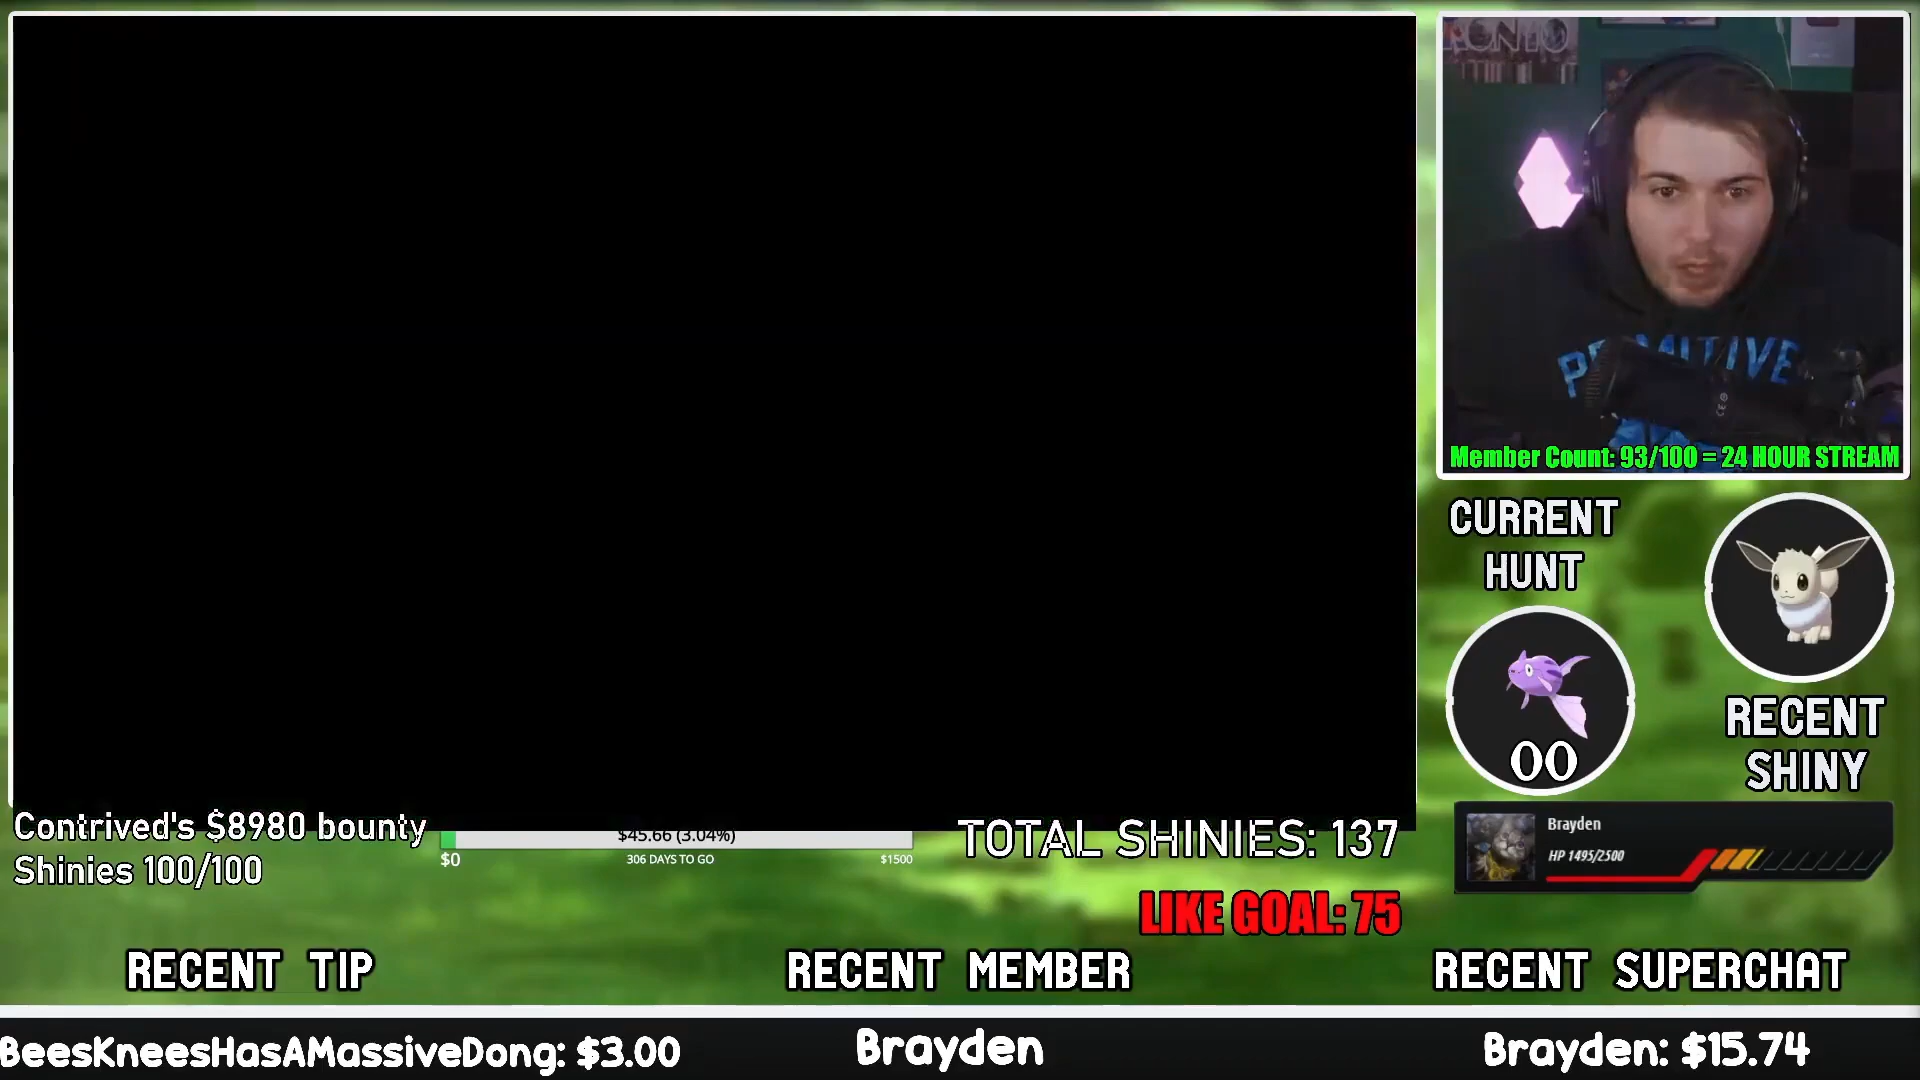 Member Count: 93/100 = 24 HOUR STREAM
PRIMITIVE
CURRENT
HUNT
00
RECENT
SHINY
Contrived's $8980 bounty
Shinies 100/100
$45.66 (3.04%)
$0
306 DAYS TO GO
$1500
TOTAL SHINIES: 137
LIKE GOAL: 75
Brayden
HP 1495/2500
RECENT TIP
RECENT MEMBER
RECENT SUPERCHAT
BeesKneesHasAMassiveDong: $3.00
Brayden
Brayden: $15.74